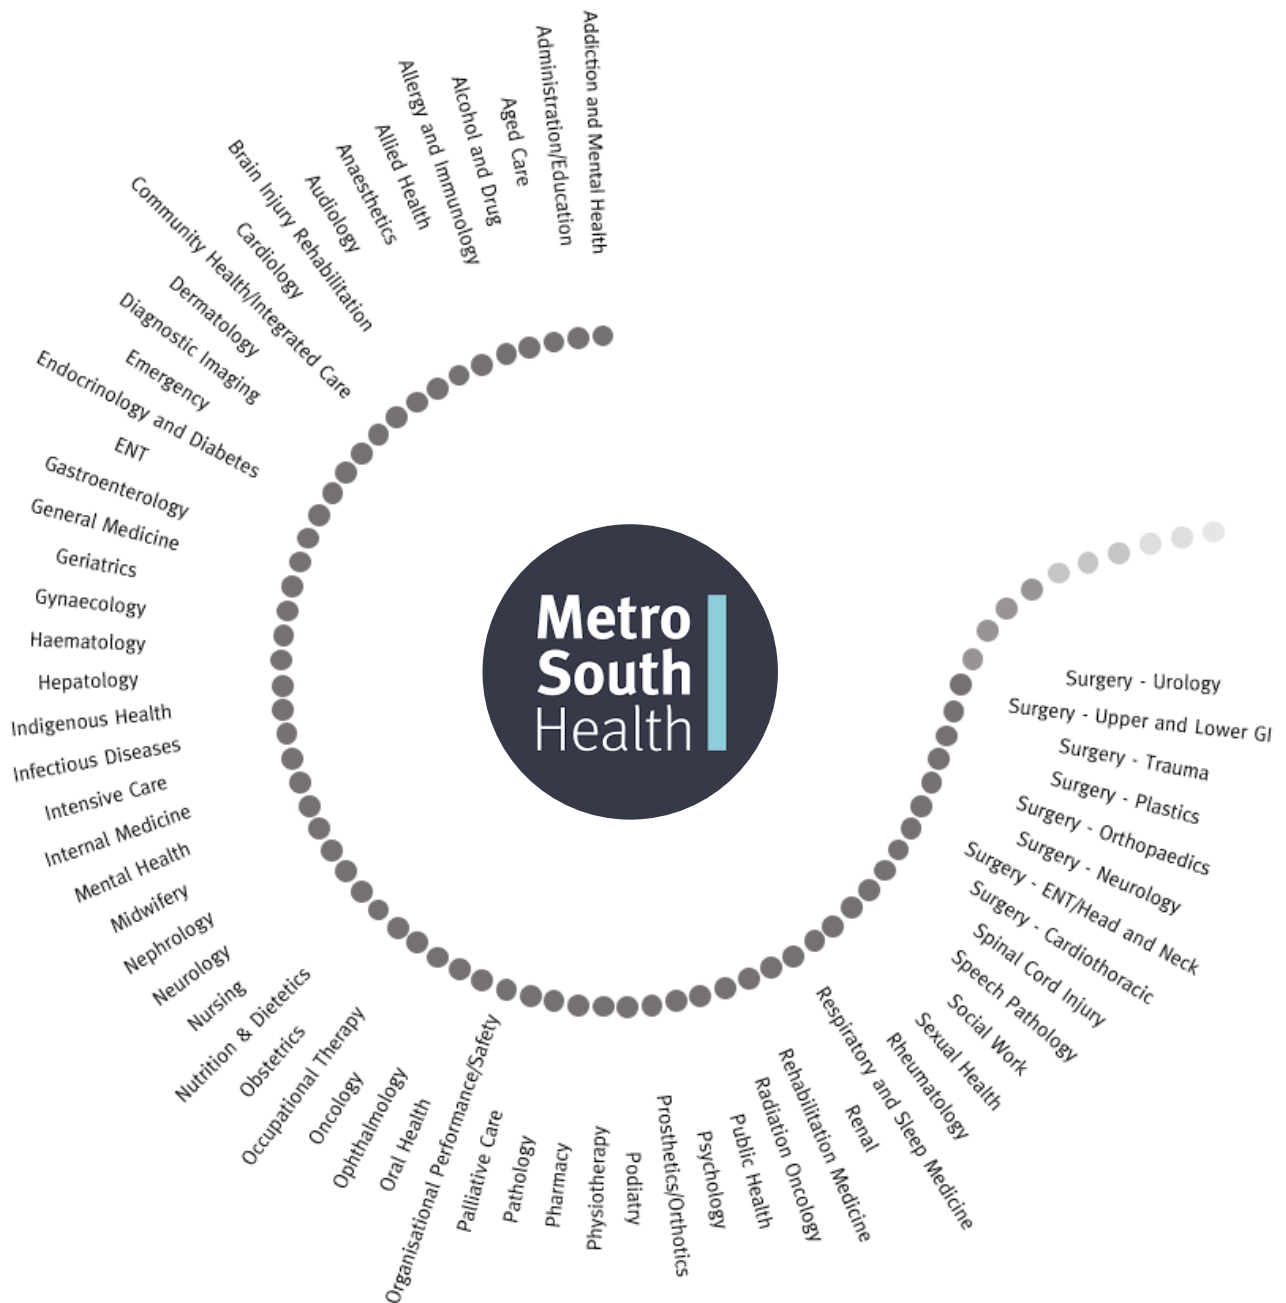 Addiction and Mental Health
Administration/Education
Aged Care
Alcohol and Drug
Allergy and Immunology
Allied Health
Anaesthetics
Audiology
Brain Injury Rehabilitation
Cardiology
Community Health/Integrated Care
Dermatology
Diagnostic Imaging
Emergency
Endocrinology and Diabetes
ENT
Gastroenterology
General Medicine
Geriatrics
Gynaecology
Haematology
Hepatology
Indigenous Health
Infectious Diseases
Intensive Care
Internal Medicine
Mental Health
Midwifery
Nephrology
Neurology
Nursing
Nutrition & Dietetics
Obstetrics
Occupational Therapy
Oncology
Ophthalmology
Oral Health
Organisational Performance/Safety
Palliative Care
Pathology
Pharmacy
Physiotherapy
Podiatry
Prosthetics/Orthotics
Psychology
Public Health
Radiation Oncology
Rehabilitation Medicine
Renal
Respiratory and Sleep Medicine
Rheumatology
Sexual Health
Social Work
Speech Pathology
Spinal Cord Injury
Surgery - Cardiothoracic
Surgery - ENT/Head and Neck
Surgery - Neurology
Surgery - Orthopaedics
Surgery - Plastics
Surgery - Trauma
Surgery - Upper and Lower GI
Surgery - Urology
Metro
South
Health